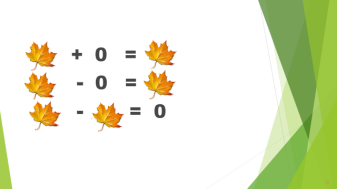 + 0 =
- 0 =
- = 0